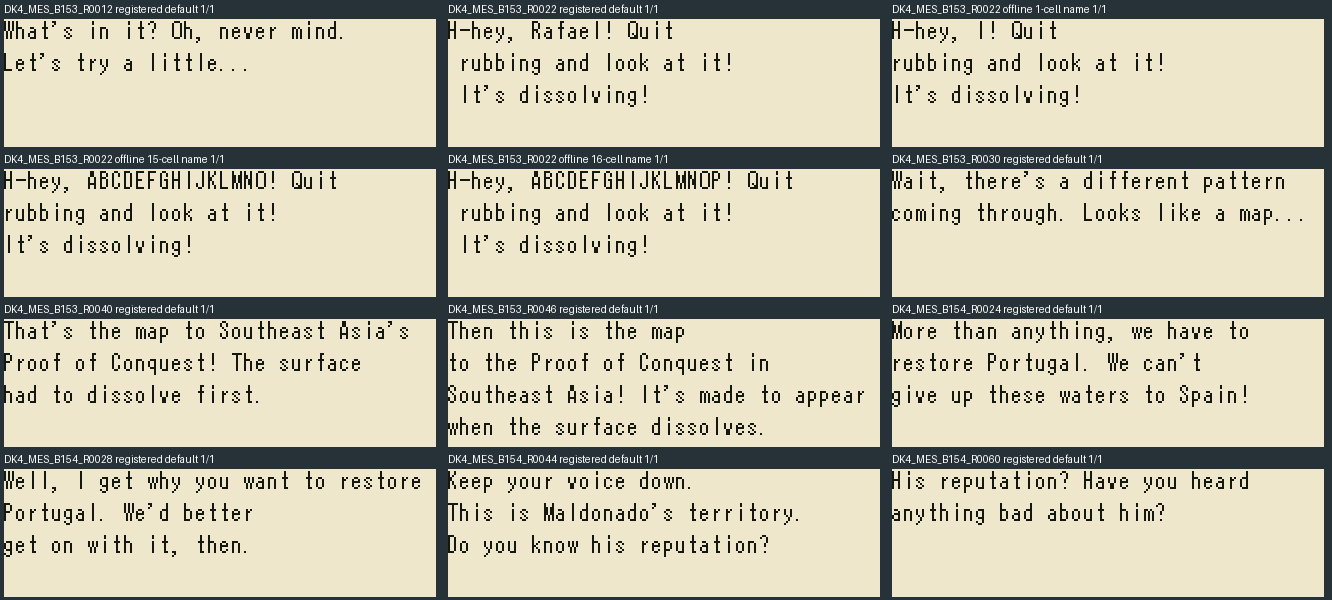 DK4_MES_B153_R0012 registered default 1/1
What's in it? Oh, never mind.
Let's try a little...
DK4_MES_B153_R0022 registered default 1/1
H-hey, Rafael! Quit
rubbing and look at it!
It's dissolving!
DK4_MES_B153_R0022 offline 1-cell name 1/1
H-hey, I! Quit
rubbing and look at it!
It's dissolving!
DK4_MES_B153_R0022 offline 15-cell name 1/1
H-hey, ABCDEFGHIJKLMNO! Quit
rubbing and look at it!
It's dissolving!
DK4_MES_B153_R0022 offline 16-cell name 1/1
H-hey, ABCDEFGHIJKLMNOP! Quit
rubbing and look at it!
It's dissolving!
DK4_MES_B153_R0030 registered default 1/1
Wait, there's a different pattern
coming through. Looks like a map...
DK4_MES_B153_R0040 registered default 1/1
That's the map to Southeast Asia's
Proof of Conquest! The surface
had to dissolve first.
DK4_MES_B153_R0046 registered default 1/1
Then this is the map
to the Proof of Conquest in
Southeast Asia! It's made to appear
when the surface dissolves.
DK4_MES_B154_R0024 registered default 1/1
More than anything, we have to
restore Portugal. We can't
give up these waters to Spain!
DK4_MES_B154_R0028 registered default 1/1
Well, I get why you want to restore
Portugal. We'd better
get on with it, then.
DK4_MES_B154_R0044 registered default 1/1
Keep your voice down.
This is Maldonado's territory.
Do you know his reputation?
DK4_MES_B154_R0060 registered default 1/1
His reputation? Have you heard
anything bad about him?